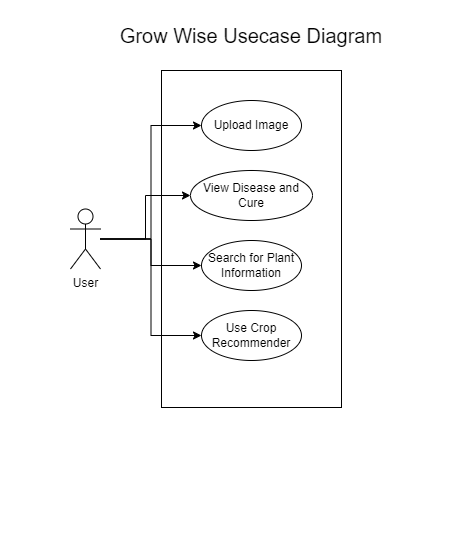 Grow Wise Usecase Diagram
Upload Image
View Disease and
Cure
User
Search for Plant
Information
Use Crop
Recommender